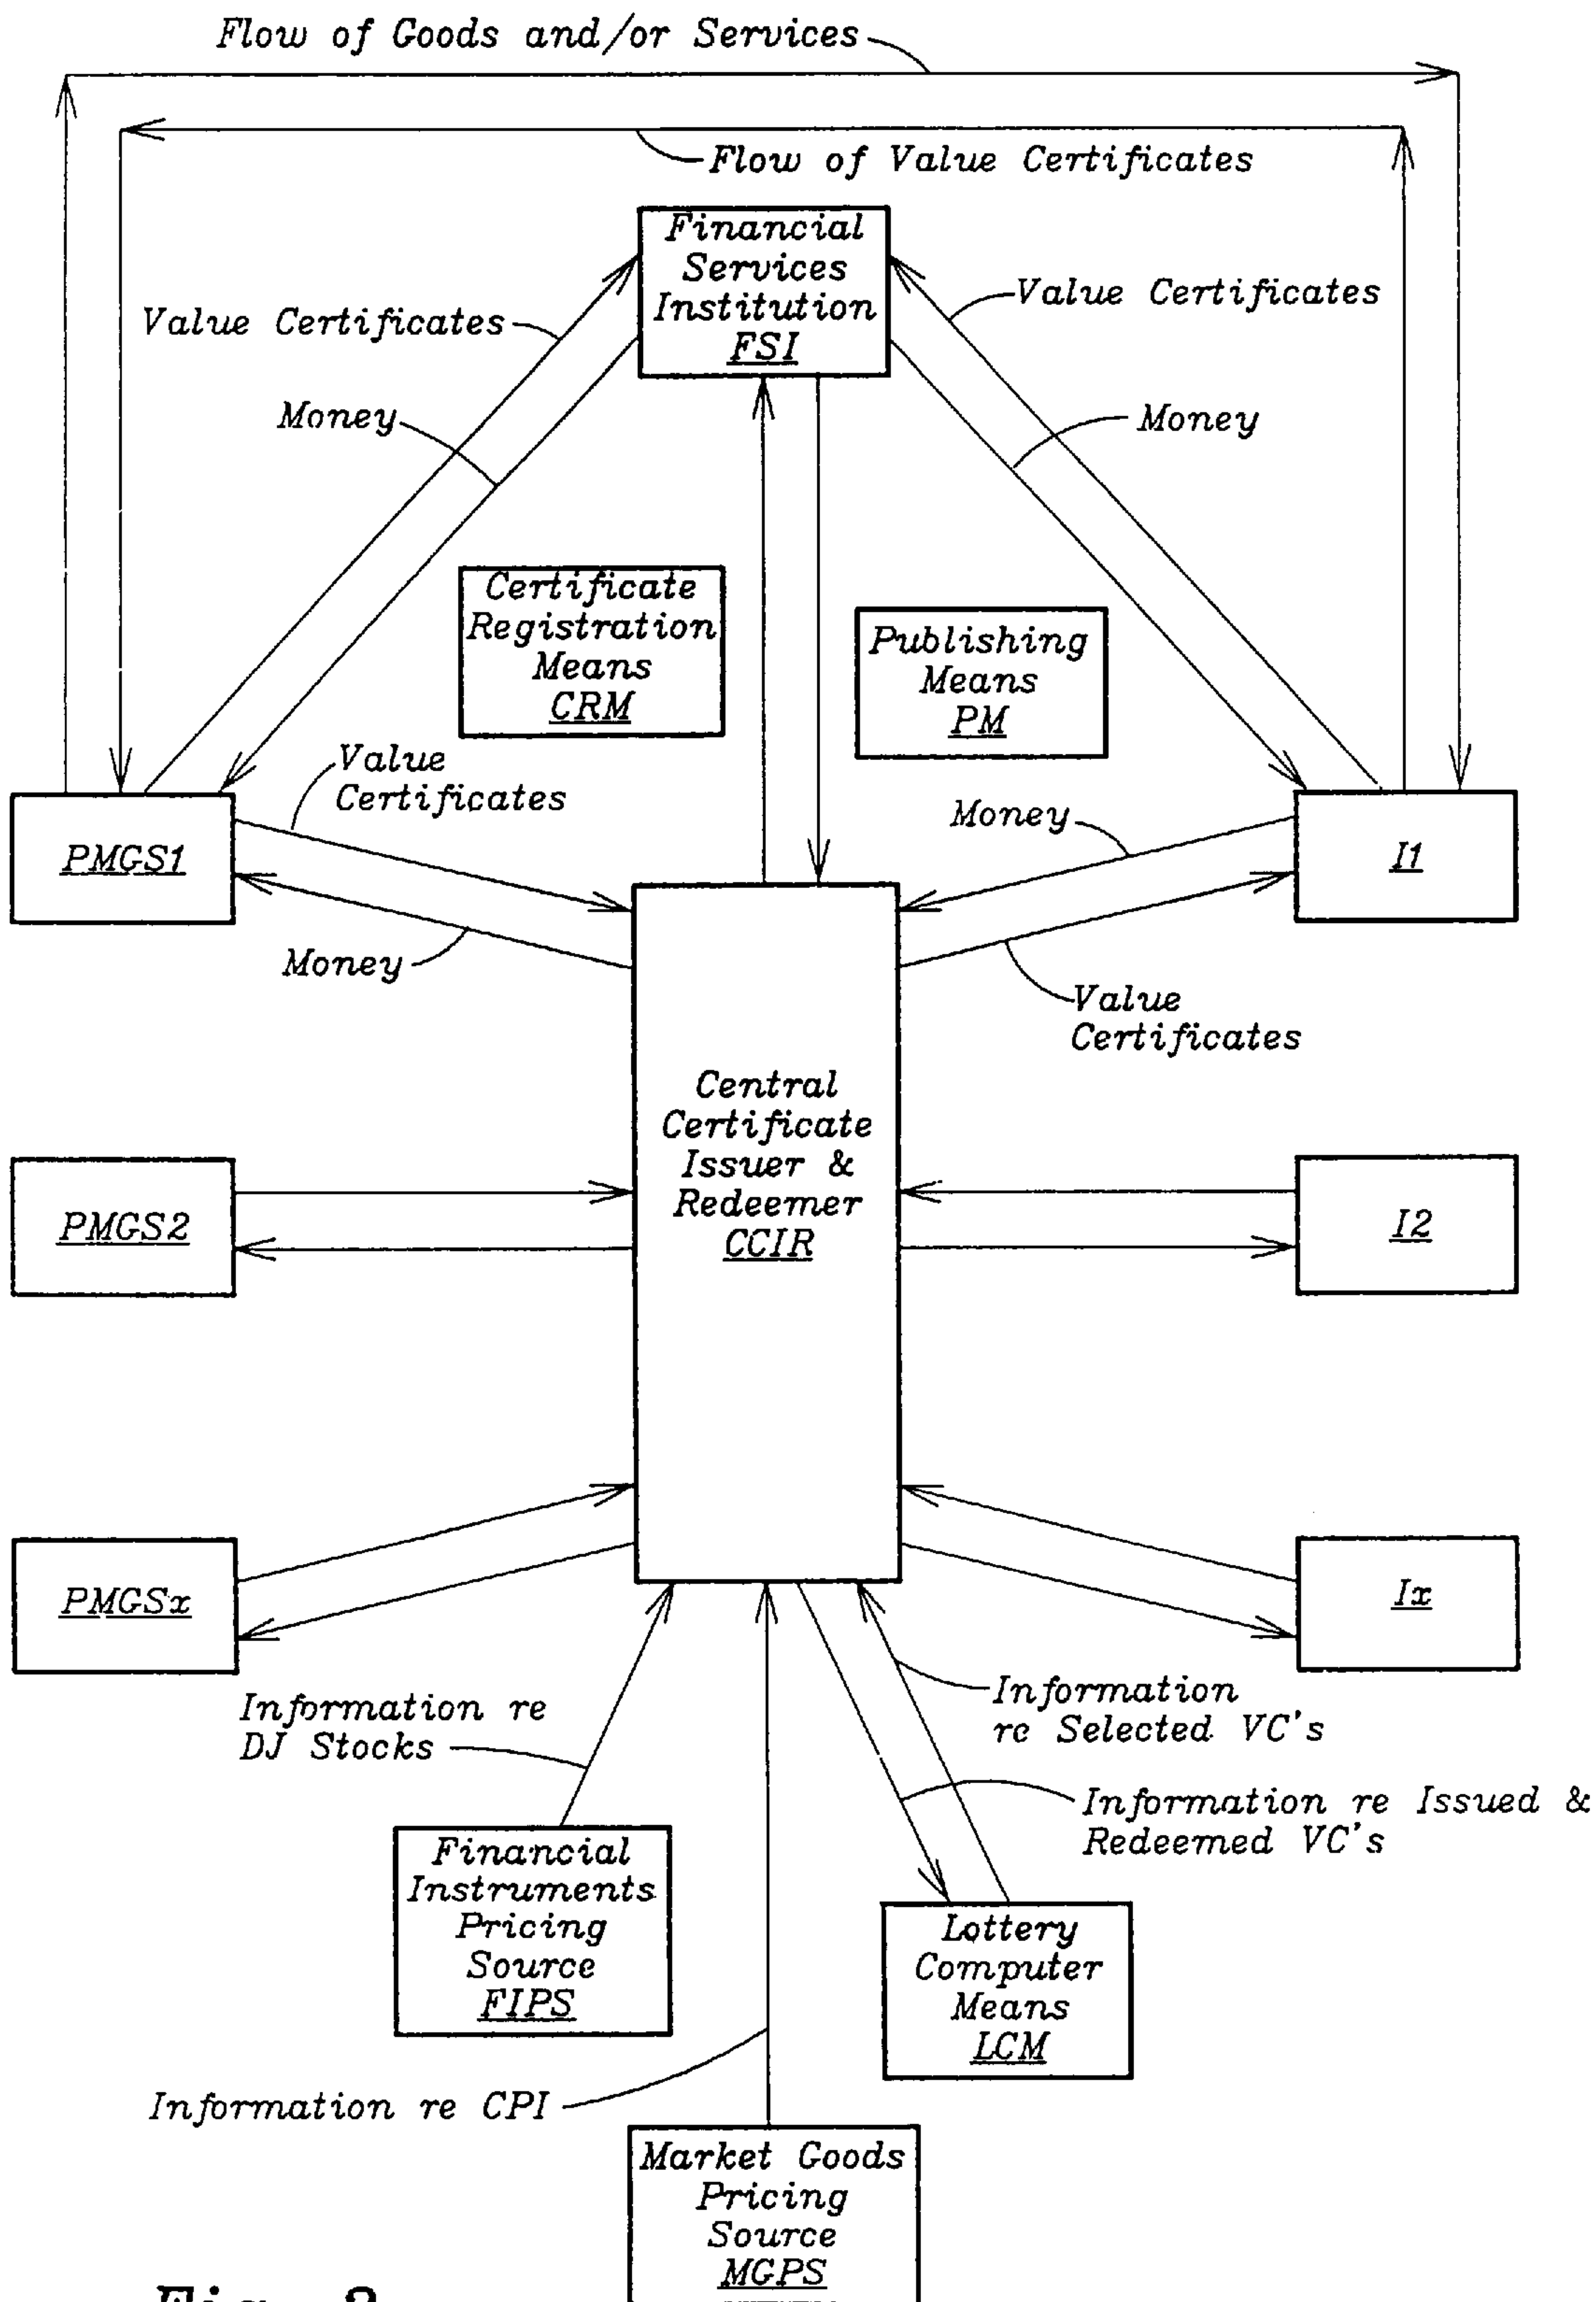 Flow of Goods and/or Services
Flow of Value Certificates
Financial
Services
Institution
FSI
Value Certificates
Value Certificates
Money
Money
Certificate
Registration
Means
CRM
Publishing
Means
PM
Value
Certificates
Money
PMGS1
I1
Money
Value
Certificates
Central
Certificate
Issuer &
Redeemer
CCIR
PMGS2
I2
PMGSx
Ix
Information re
DJ Stocks
Information
re Selected VC's
Information re Issued &
Redeemed VC's
Financial
Instruments
Pricing
Source
FIPS
Lottery
Computer
Means
LCM
Information re CPI
Market Goods
Pricing
Source
MGPS